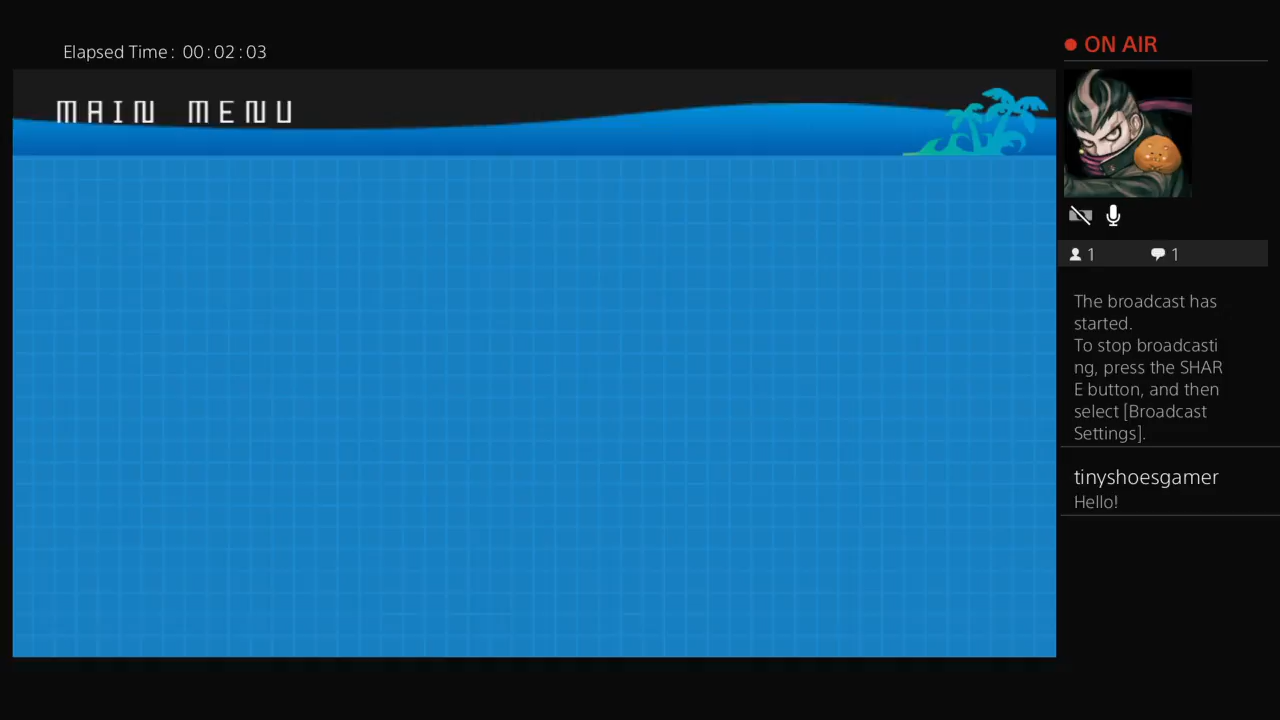 Elapsed Time: 00:02:03
ON AIR
MAIN MENU
1
1
The broadcast has
started.
To stop broadcasti
ng, press the SHAR
E button, and then
select [Broadcast
Settings].
tinyshoesgamer
Hello!